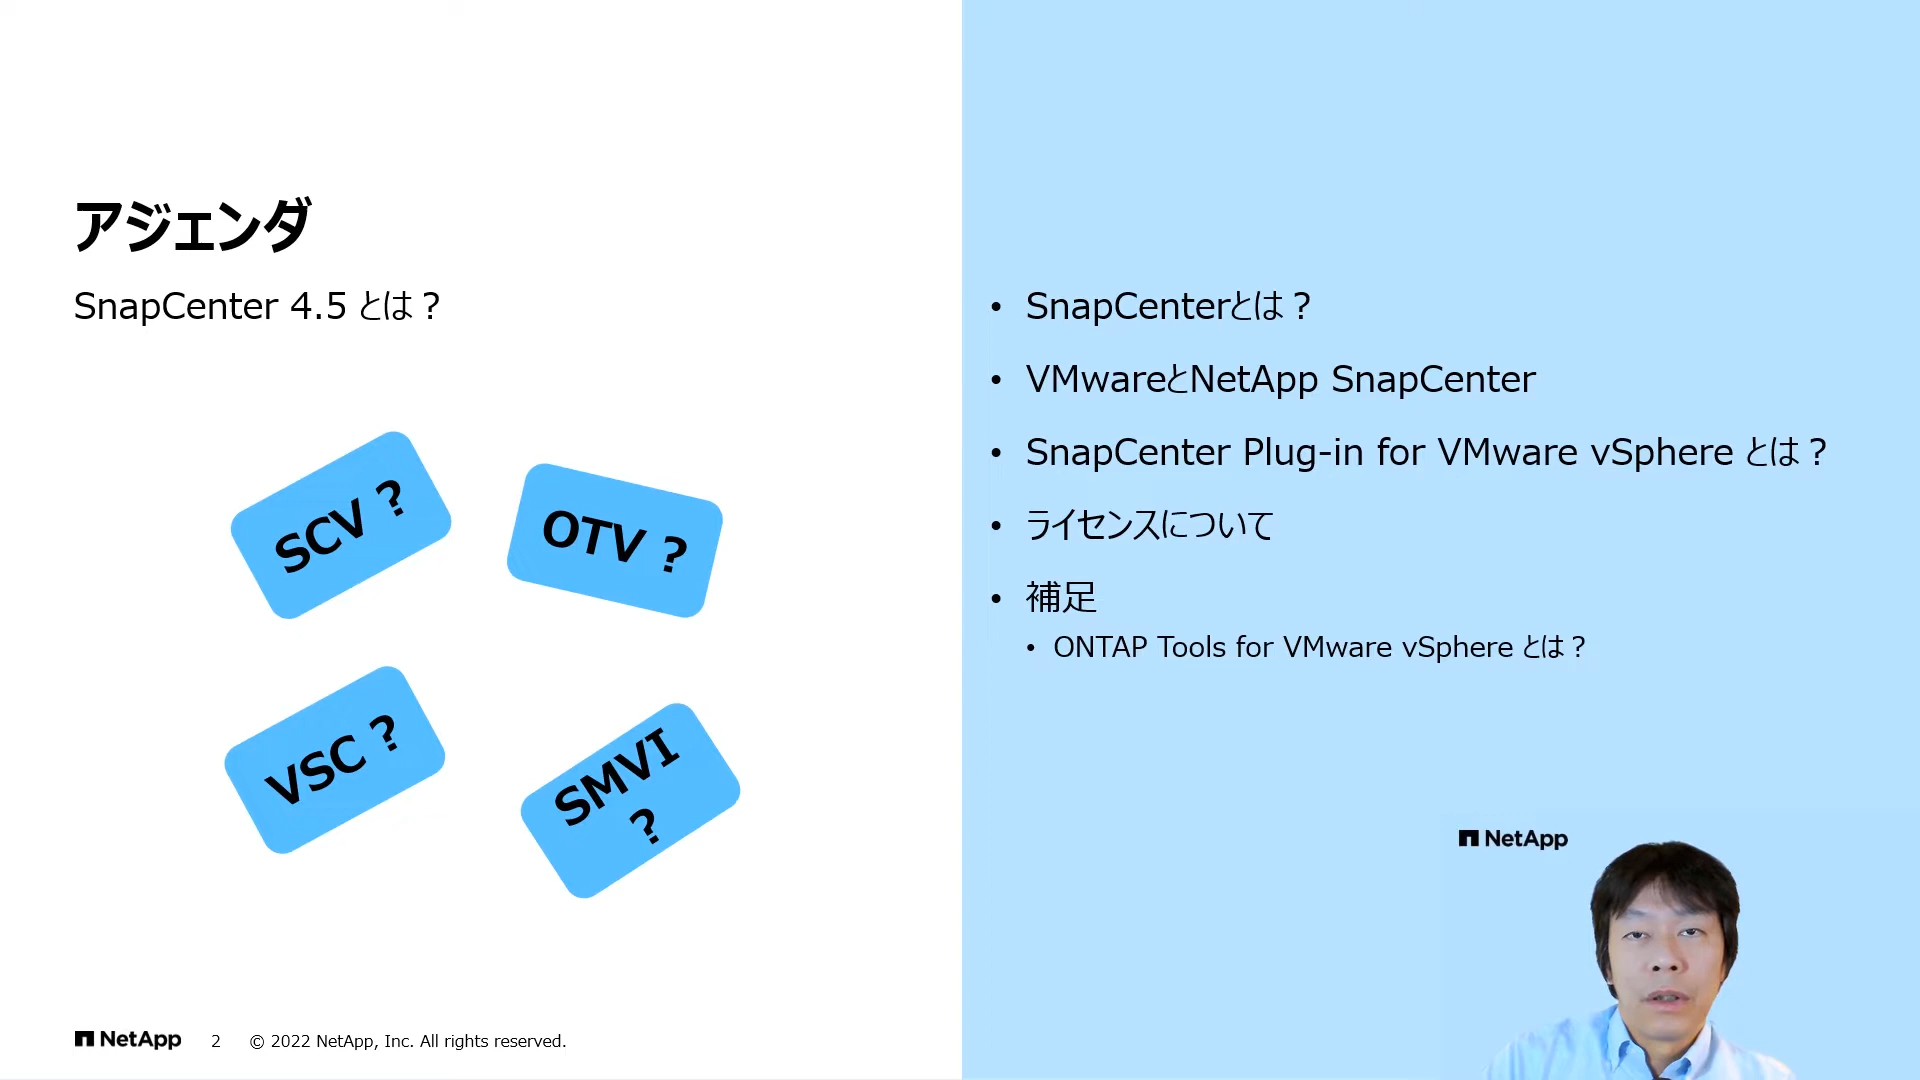 アジェンダ
SnapCenter 4.5 とは？
SCV？
OTV？
VSC？
SMVI
？
• SnapCenterとは？
• VMwareとNetApp SnapCenter
• SnapCenter Plug-in for VMware vSphere とは？
• ライセンスについて
• 補足
• ONTAP Tools for VMware vSphere とは？
NetApp
NetApp 2 © 2022 NetApp, Inc. All rights reserved.